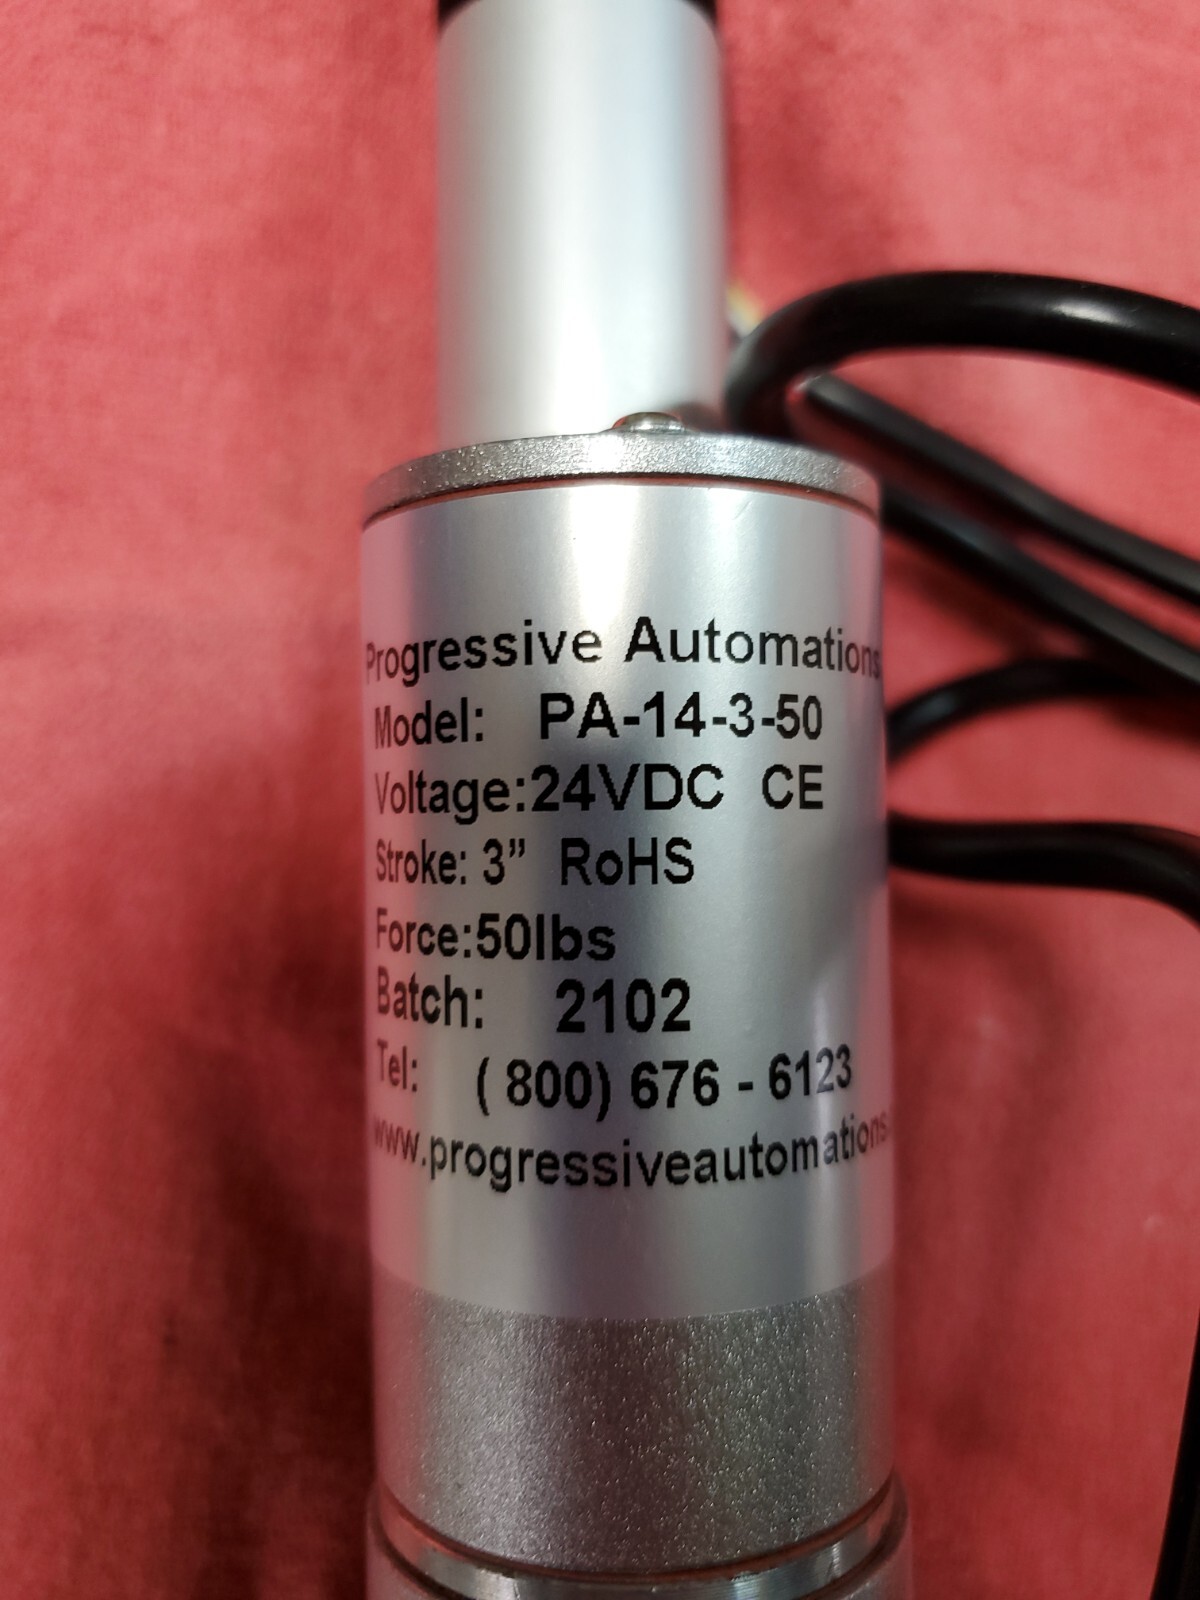 Progressive Automations
Model: PA-14-3-50
Voltage:24VDC CE
Stroke: 3” RoHS
Force:50lbs
Batch: 2102
Tel: ( 800) 676 - 6123
www.progressiveautomations.